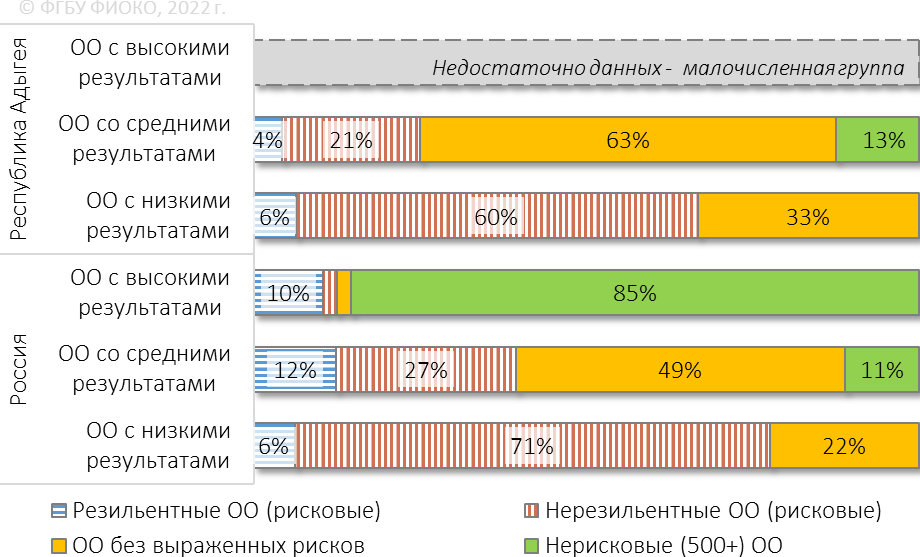 © ФГБУ ФИОКО, 2022 г.
Республика Адыгея
ОО с высокими
результатами
Недостаточно данных - малочисленная группа
ОО со средними
результатами
4%
21%
63%
13%
ОО с низкими
результатами
6%
60%
33%
Россия
ОО с высокими
результатами
10%
85%
ОО со средними
результатами
12%
27%
49%
11%
ОО с низкими
результатами
6%
71%
22%
Резильентные ОО (рисковые)
Нерезильентные ОО (рисковые)
ОО без выраженных рисков
Нерисковые (500+) ОО